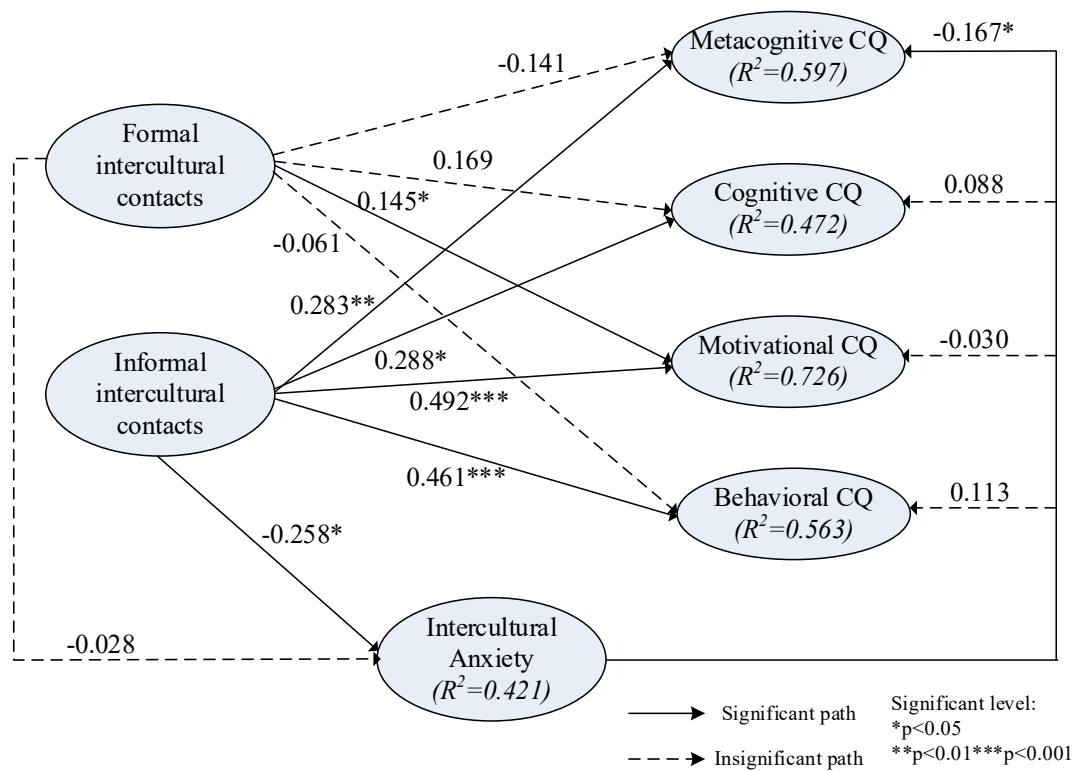 Metacognitive CQ
(R²=0.597)
-0.167*
-0.141
Formal
intercultural
contacts
0.169
Cognitive CQ
(R²=0.472)
0.088
0.145*
-0.061
0.283**
Informal
intercultural
contacts
0.288*
Motivational CQ
(R²=0.726)
-0.030
0.492***
0.461***
Behavioral CQ
(R²=0.563)
0.113
-0.258*
-0.028
Intercultural
Anxiety
(R²=0.421)
Significant path
Insignificant path
Significant level:
*p<0.05
**p<0.01***p<0.001